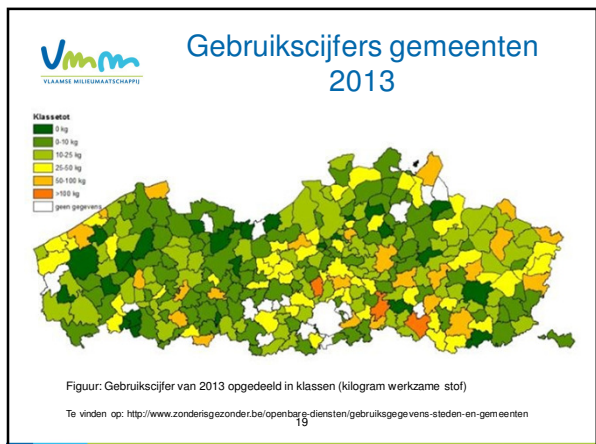 Vmm
VLAAMSE MILIEUMAATSCHAPPIJ
Gebruikscijfers gemeenten
2013
Klassetot
0 kg
0-10 kg
10-25 kg
25-50 kg
50-100 kg
>100 kg
geen gegevens
Figuur: Gebruikscijfer van 2013 opgedeeld in klassen (kilogram werkzame stof)
Te vinden op: http://www.zonderisgezonder.be/openbare-diensten/gebruiksgegevens-steden-en-gemeenten
19